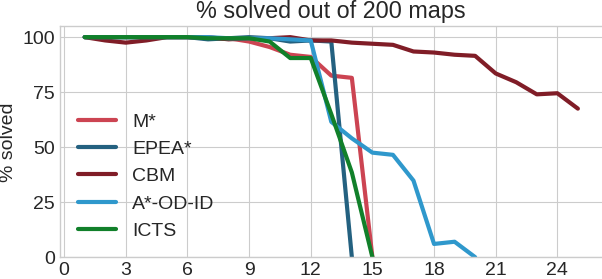 % solved out of 200 maps
% solved
100
75
50
25
0
M*
EPEA*
CBM
A*-OD-ID
ICTS
0 3 6 9 12 15 18 21 24